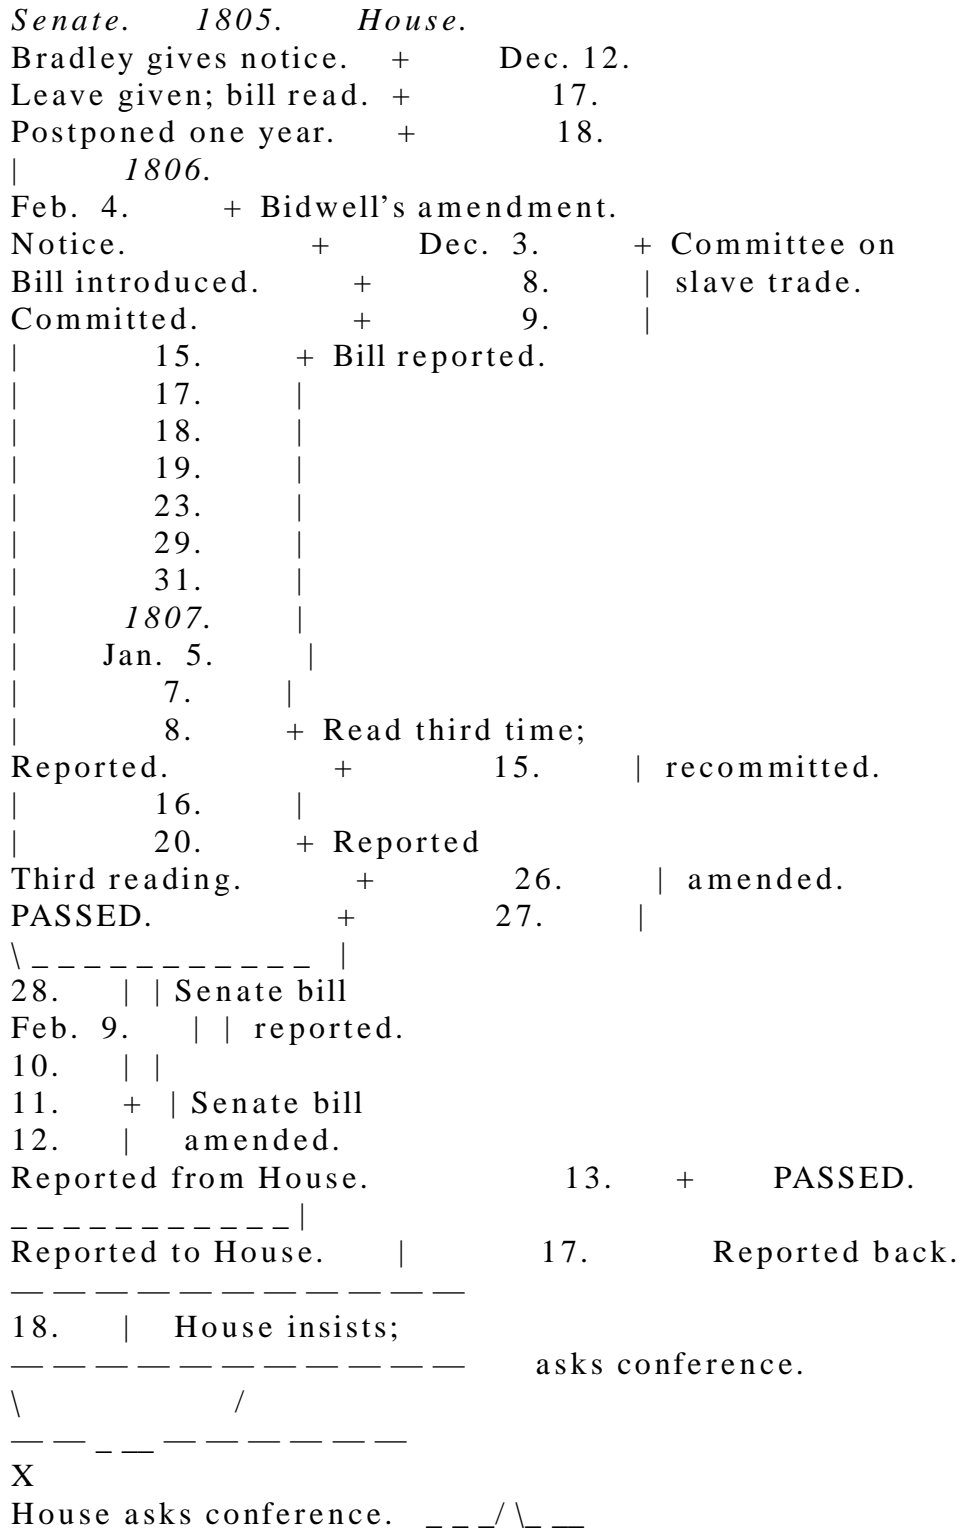 Senate. 1805. House.
Bradley gives notice. + Dec. 12.
Leave given; bill read. + 17.
Postponed one year. + 18.
| 1806.
Feb. 4. + Bidwell’s amendment.
Notice. + Dec. 3. + Committee on
Bill introduced. + 8. | slave trade.
Committed. + 9. |
| 15. + Bill reported.
| 17. |
| 18. |
| 19. |
| 23. |
| 29. |
| 31. |
| 1807. |
| Jan. 5. |
| 7. |
| 8. + Read third time;
Reported. + 15. | recommitted.
| 16. |
| 20. + Reported
Third reading. + 26. | amended.
PASSED. + 27. |
\ _ _ _ _ _ _ _ _ _ _ _ |
28. | | Senate bill
Feb. 9. | | reported.
10. | |
11. + | Senate bill
12. | amended.
Reported from House. 13. + PASSED.
_ _ _ _ _ _ _ _ _ _ _ |
Reported to House. | 17. Reported back.
— — — — — — — — — — —
18. | House insists;
— — — — — — — — — — — asks conference.
\ /
— — _ __ — — — — — —
X
House asks conference. _ _ _/ \_ __